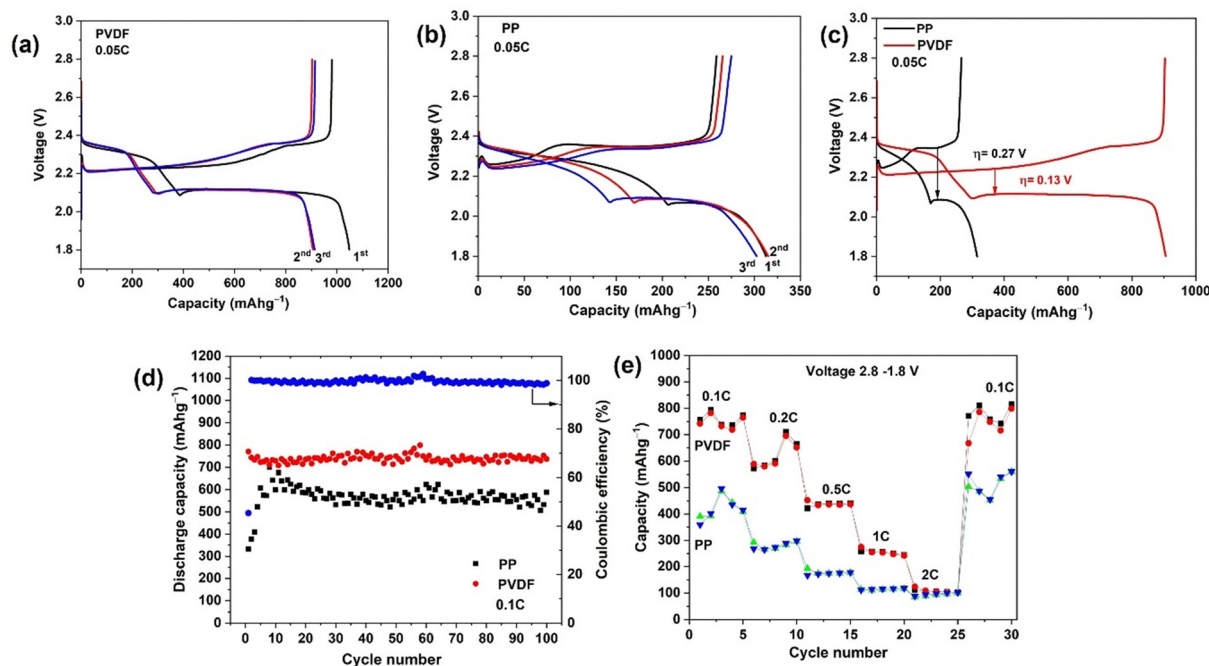 (a)
PVDF
0.05C
3.0
2.8
2.6
2.4
2.2
2.0
1.8
Voltage (V)
2nd 3rd 1st
0 200 400 600 800 1000 1200
Capacity (mAhg⁻¹)
(b)
PP
0.05C
3.0
2.8
2.6
2.4
2.2
2.0
1.8
Voltage (V)
2nd
3rd 1st
0 50 100 150 200 250 300 350
Capacity (mAhg⁻¹)
(c)
PP
PVDF
0.05C
3.0
2.8
2.6
2.4
2.2
2.0
1.8
Voltage (V)
η= 0.27 V
η= 0.13 V
0 200 400 600 800 1000
Capacity (mAhg⁻¹)
(d)
1200
1100
1000
900
800
700
600
500
400
300
200
100
0
Discharge capacity (mAhg⁻¹)
100
80
60
40
20
0
Coulombic efficiency (%)
PP
PVDF
0.1C
0 10 20 30 40 50 60 70 80 90 100
Cycle number
(e)
Voltage 2.8 -1.8 V
1000
900
800
700
600
500
400
300
200
100
0
Capacity (mAhg⁻¹)
0.1C
0.2C
0.5C
1C
2C
0.1C
PVDF
PP
0 5 10 15 20 25 30
Cycle number